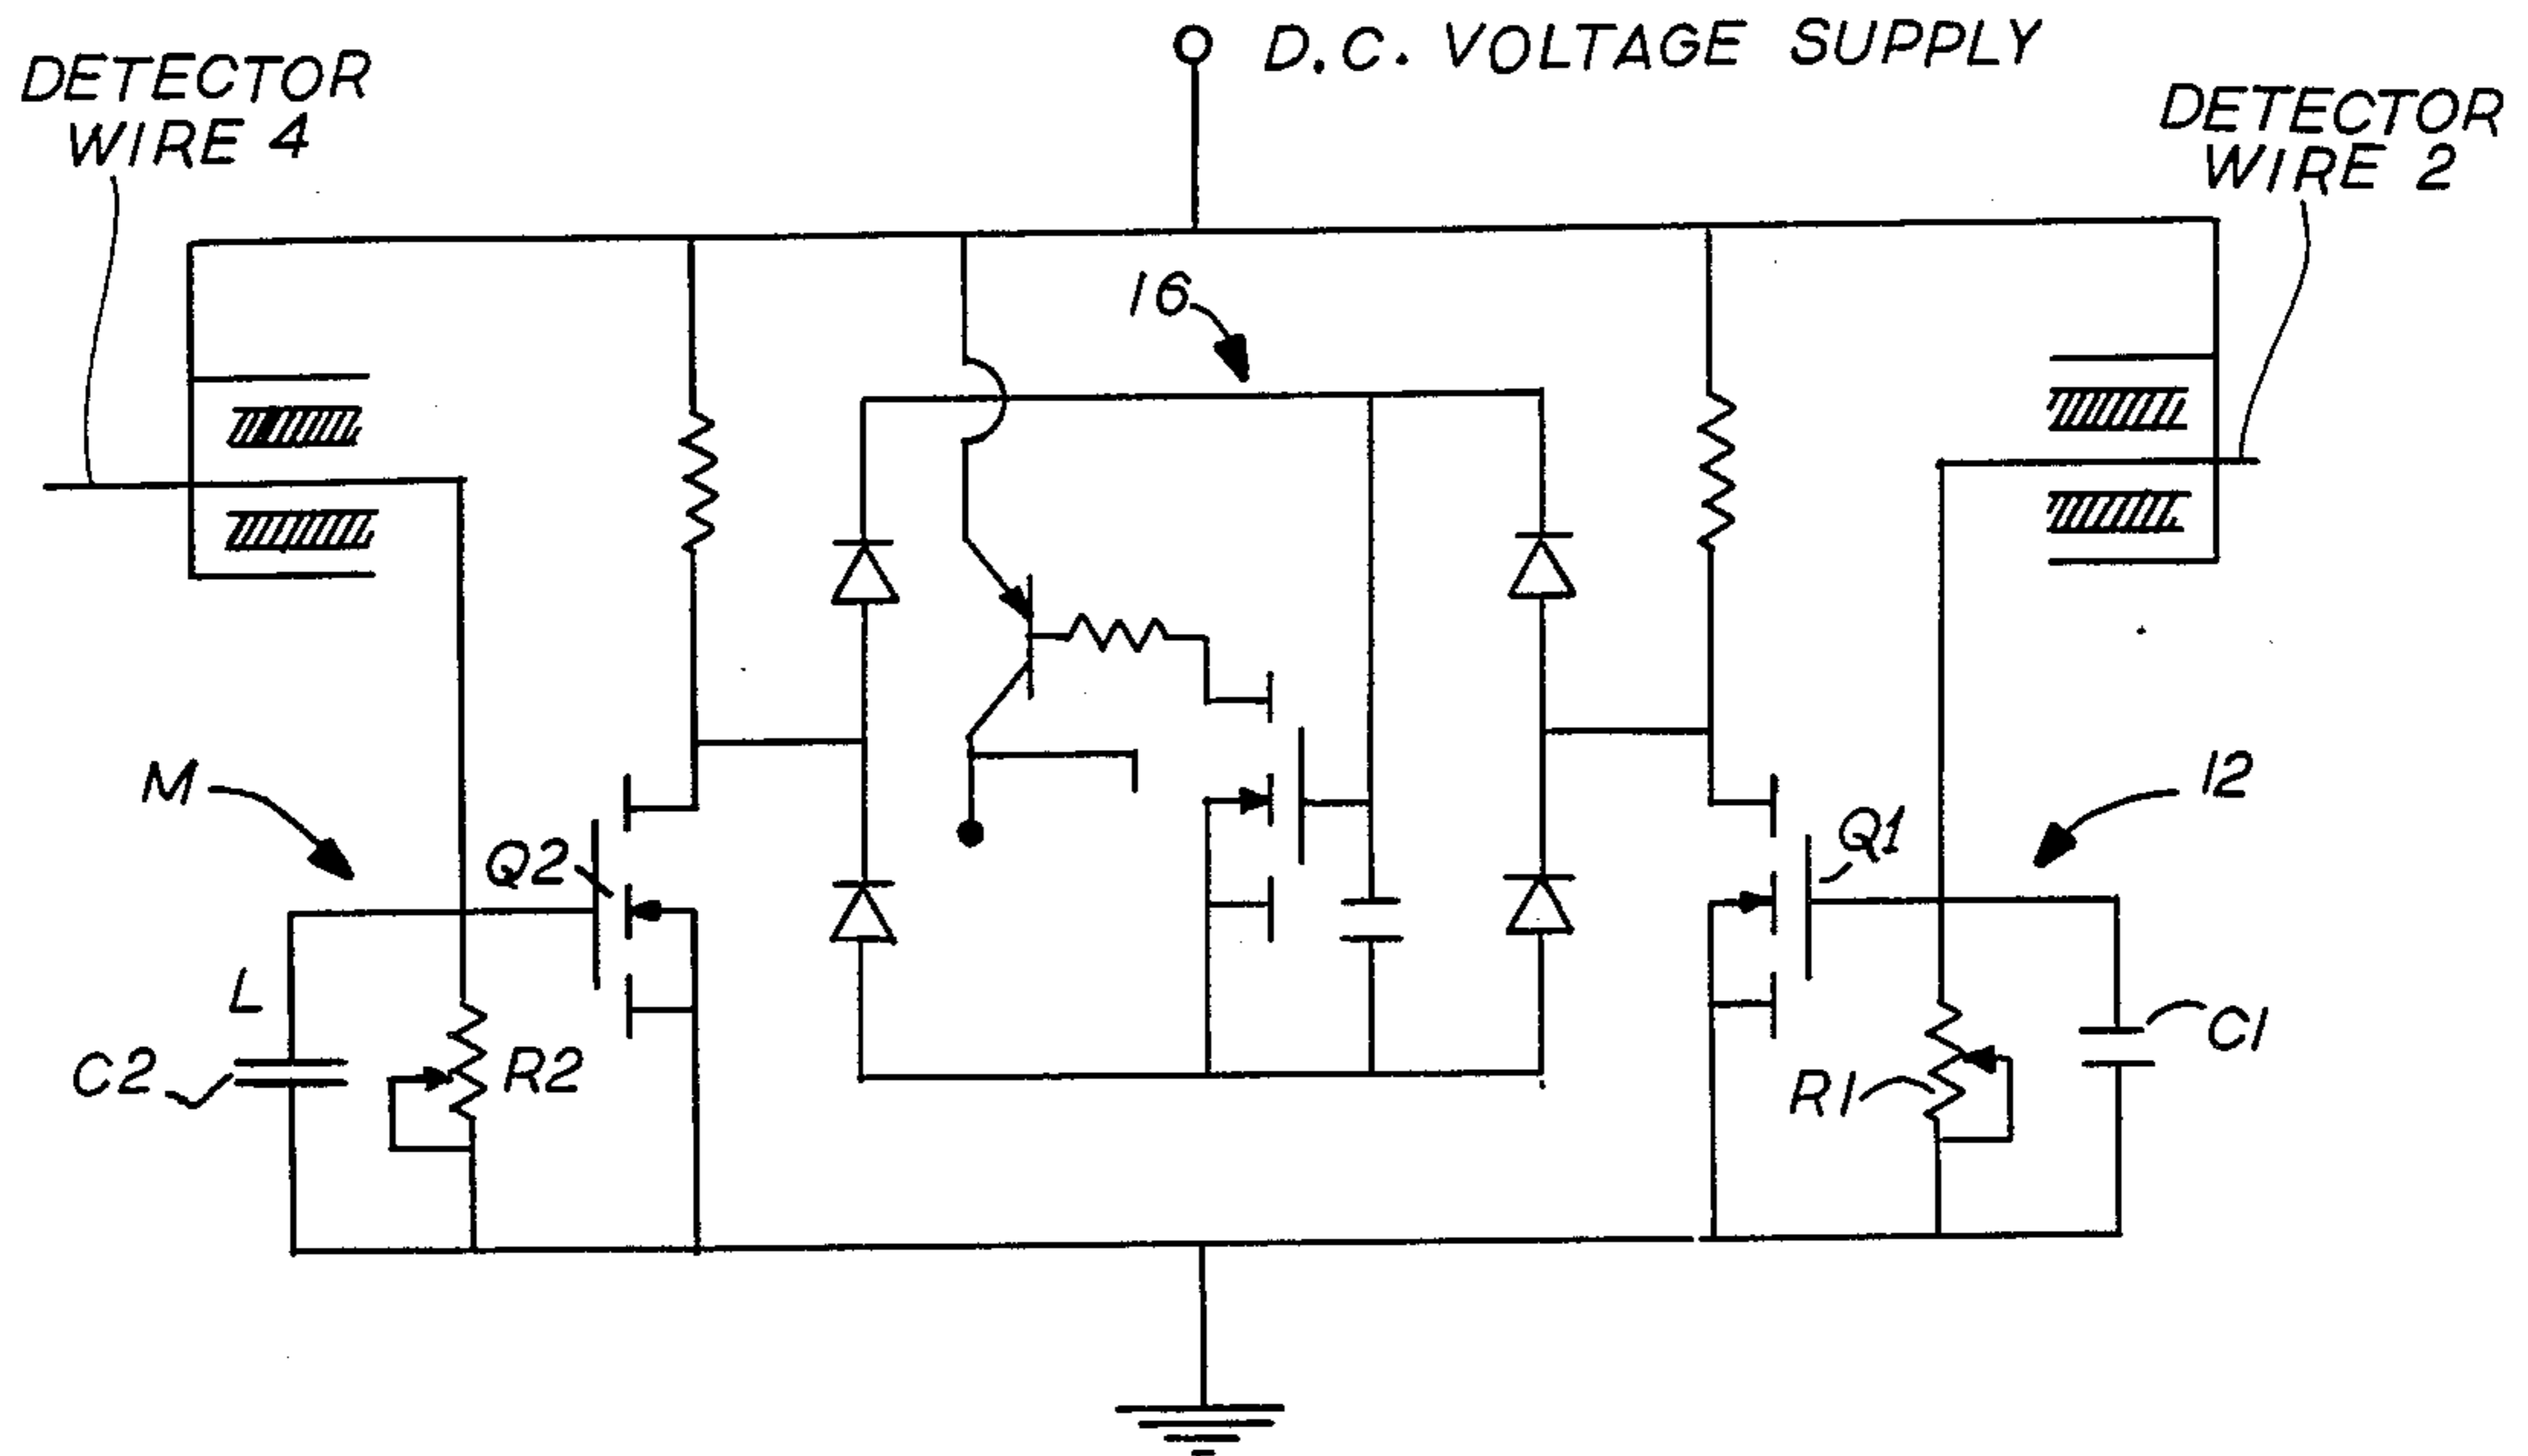 D.C. VOLTAGE SUPPLY
DETECTOR
WIRE 4
DETECTOR
WIRE 2
16
M
Q2
12
Q1
L
C2
R2
R1
C1